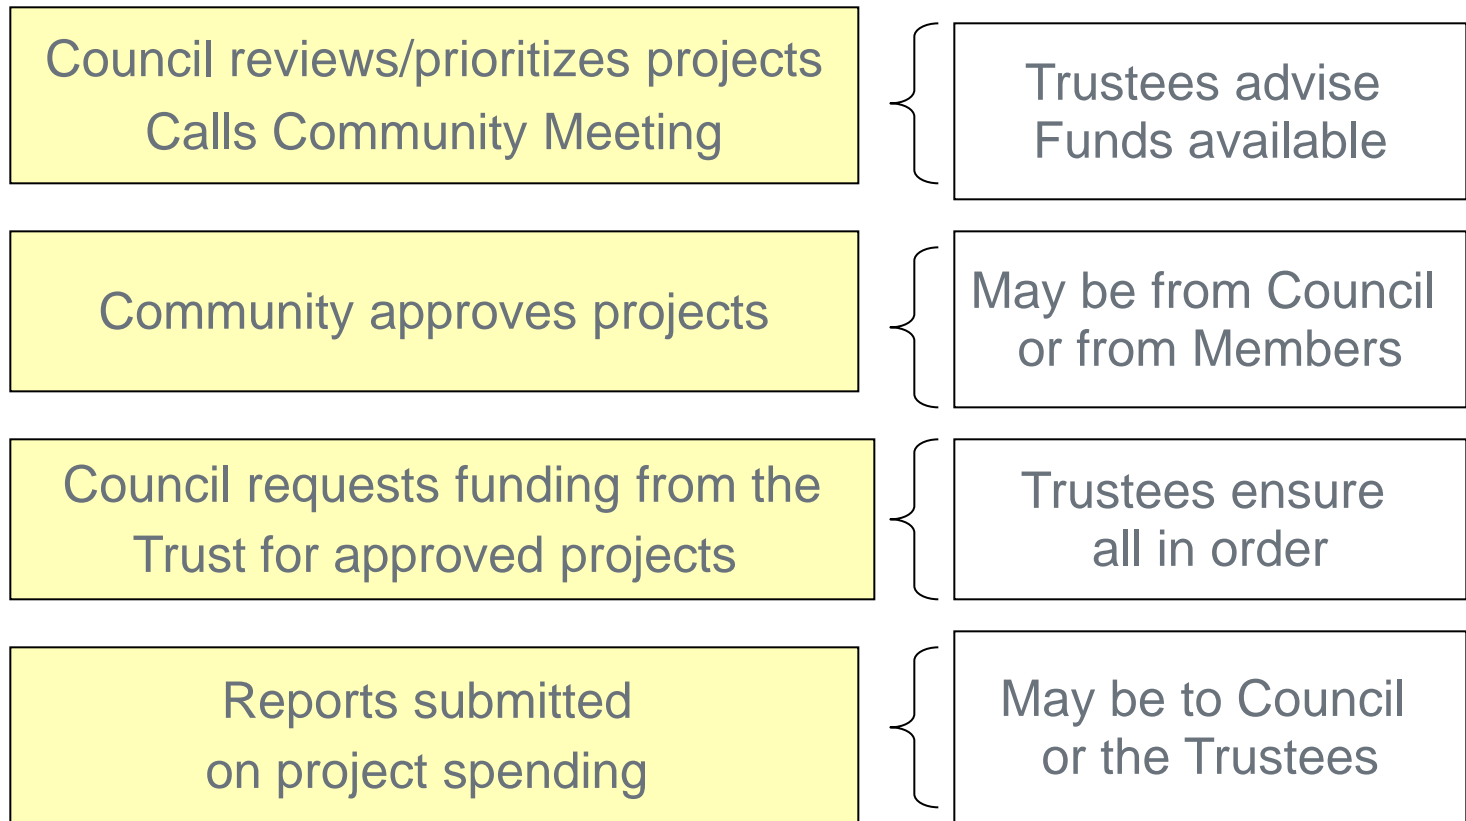 Council reviews/prioritizes projects
Calls Community Meeting
Trustees advise
Funds available
Community approves projects
May be from Council
or from Members
Council requests funding from the
Trust for approved projects
Trustees ensure
all in order
Reports submitted
on project spending
May be to Council
or the Trustees